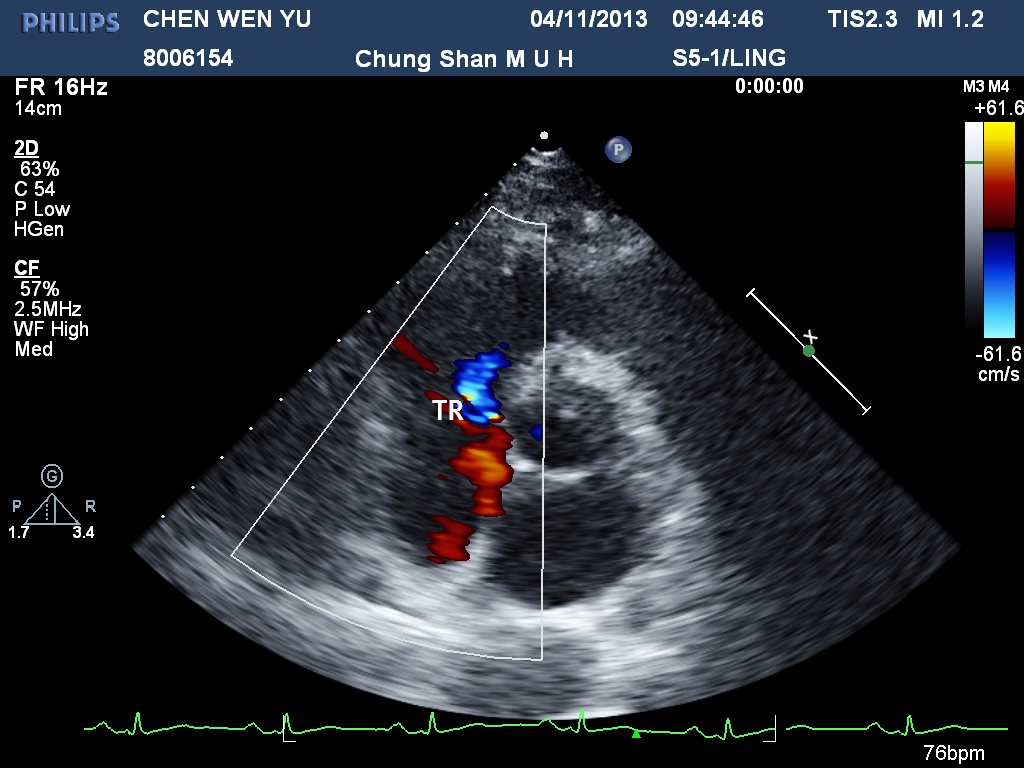 PHILIPS CHEN WEN YU 04/11/2013 09:44:46 TIS2.3 MI 1.2
8006154 Chung Shan M U H S5-1/LING
FR 16Hz 0:00:00 M3 M4
14cm +61.6
P
2D
63%
C 54
P Low
HGen
CF
57%
2.5MHz
WF High
Med
x
-61.6
cm/s
TR
G
P R
1.7 3.4
76bpm